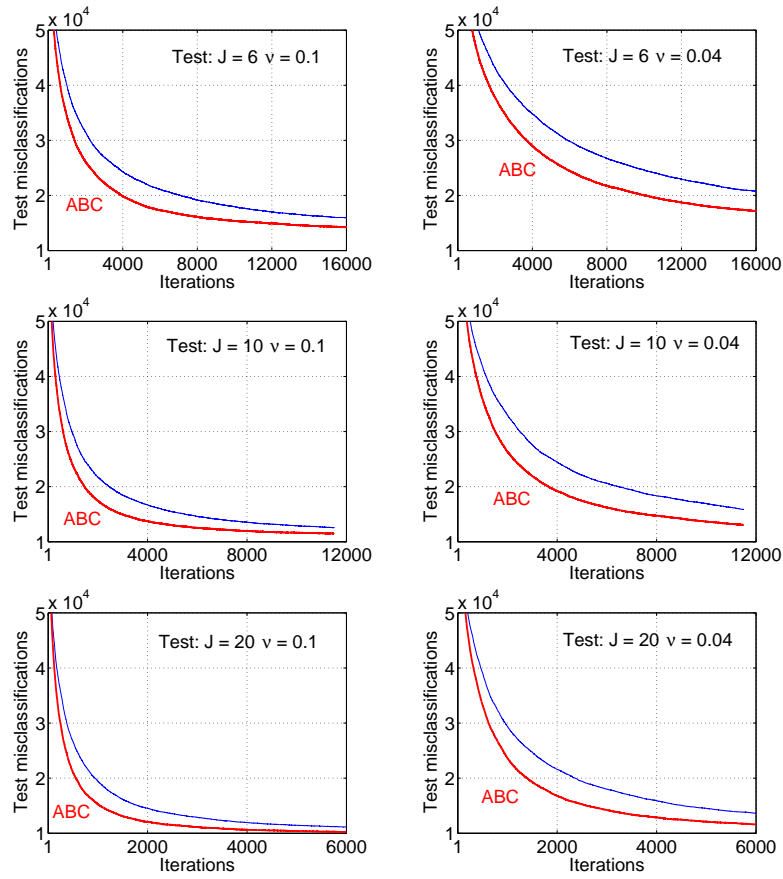 5 x 10^4
Test: J = 6 ν = 0.1
4
3
2
1
ABC
Test misclassifications
1 4000 8000 12000 16000
Iterations
5 x 10^4
Test: J = 6 ν = 0.04
4
3
2
1
ABC
Test misclassifications
1 4000 8000 12000 16000
Iterations
5 x 10^4
Test: J = 10 ν = 0.1
4
3
2
1
ABC
Test misclassifications
1 4000 8000 12000
Iterations
5 x 10^4
Test: J = 10 ν = 0.04
4
3
2
1
ABC
Test misclassifications
1 4000 8000 12000
Iterations
5 x 10^4
Test: J = 20 ν = 0.1
4
3
2
1
ABC
Test misclassifications
1 2000 4000 6000
Iterations
5 x 10^4
Test: J = 20 ν = 0.04
4
3
2
1
ABC
Test misclassifications
1 2000 4000 6000
Iterations